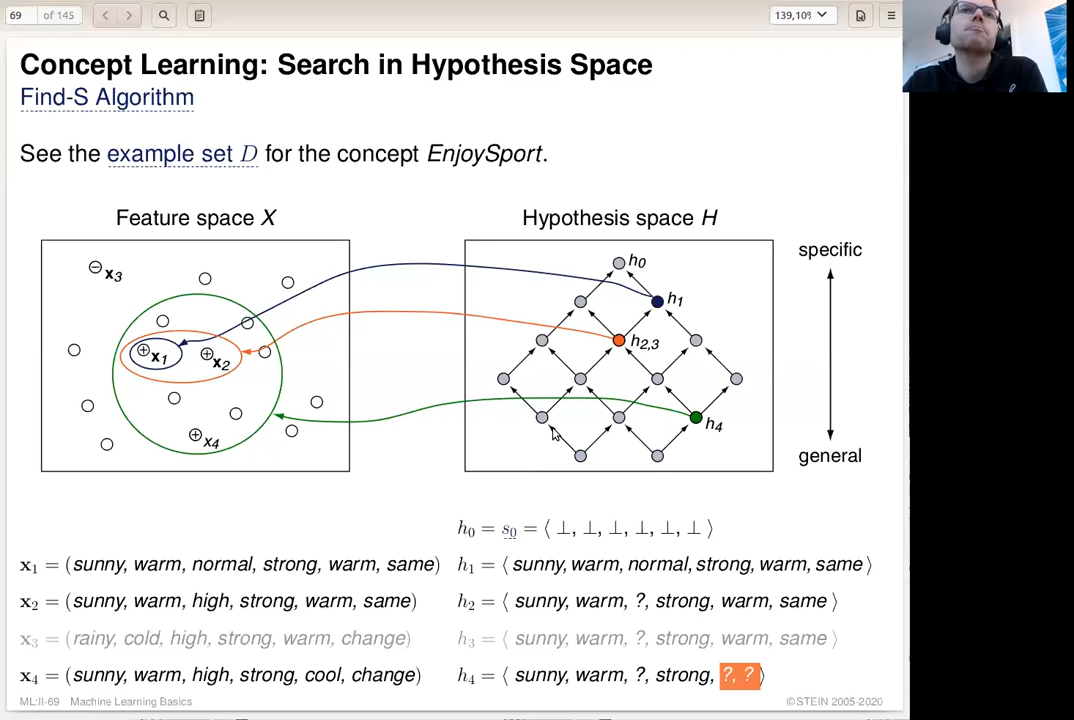 69 of 145 139,10%
Concept Learning: Search in Hypothesis Space
Find-S Algorithm
See the example set D for the concept EnjoySport.
Feature space X
Hypothesis space H
⊖ x3
⊕ x1
⊕ x2
⊕ x4
h0
h1
h2,3
h4
specific
general
h0 = s0 = ⟨ ⊥, ⊥, ⊥, ⊥, ⊥, ⊥ ⟩
x1 = (sunny, warm, normal, strong, warm, same) h1 = ⟨ sunny, warm, normal, strong, warm, same ⟩
x2 = (sunny, warm, high, strong, warm, same) h2 = ⟨ sunny, warm, ?, strong, warm, same ⟩
x3 = (rainy, cold, high, strong, warm, change) h3 = ⟨ sunny, warm, ?, strong, warm, same ⟩
x4 = (sunny, warm, high, strong, cool, change) h4 = ⟨ sunny, warm, ?, strong, ?, ? ⟩
ML:II-69 Machine Learning Basics ©STEIN 2005-2020